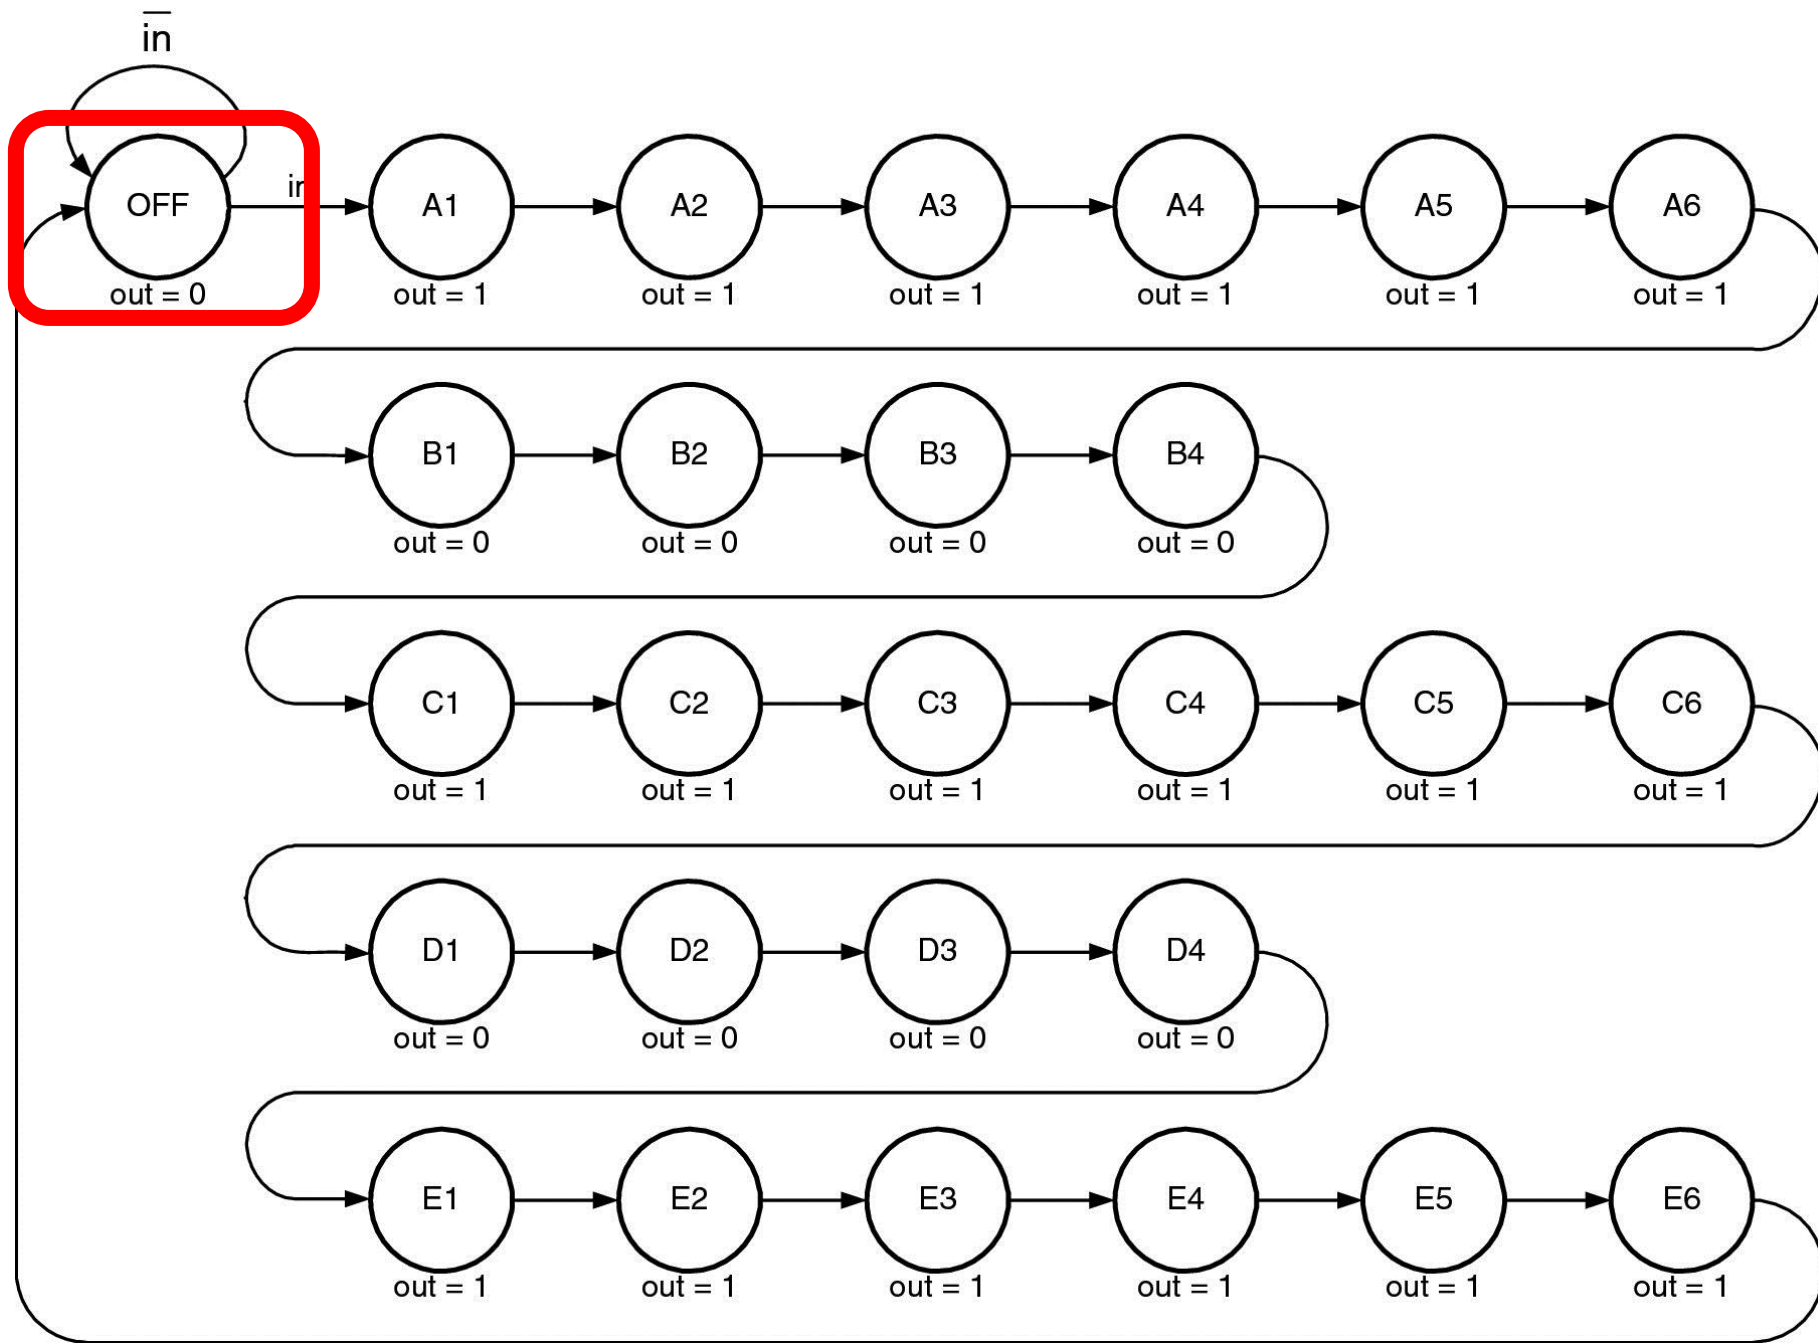 in̅
in
OFF A1 A2 A3 A4 A5 A6
out = 0 out = 1 out = 1 out = 1 out = 1 out = 1 out = 1
B1 B2 B3 B4
out = 0 out = 0 out = 0 out = 0
C1 C2 C3 C4 C5 C6
out = 1 out = 1 out = 1 out = 1 out = 1 out = 1
D1 D2 D3 D4
out = 0 out = 0 out = 0 out = 0
E1 E2 E3 E4 E5 E6
out = 1 out = 1 out = 1 out = 1 out = 1 out = 1